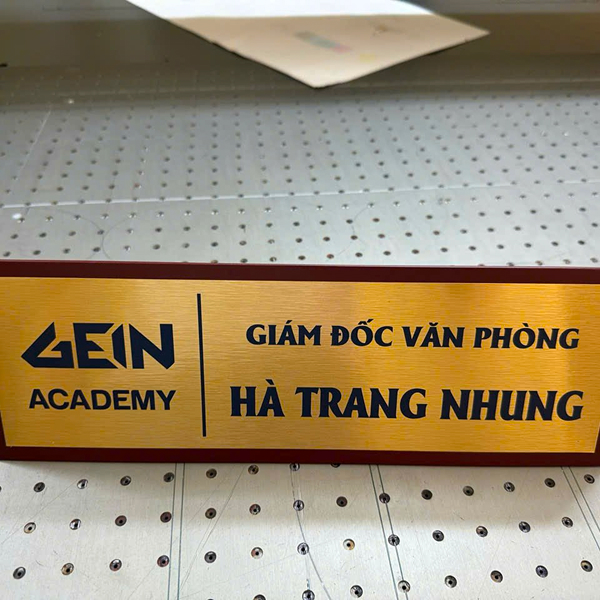 GEIN
ACADEMY
GIÁM ĐỐC VĂN PHÒNG
HÀ TRANG NHUNG